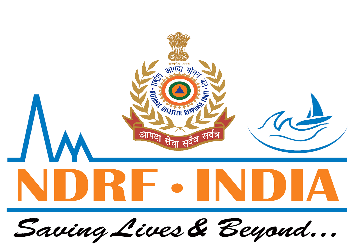 आपदा सेवा सदैव सर्वत्र
NDRF • INDIA
Saving Lives & Beyond...